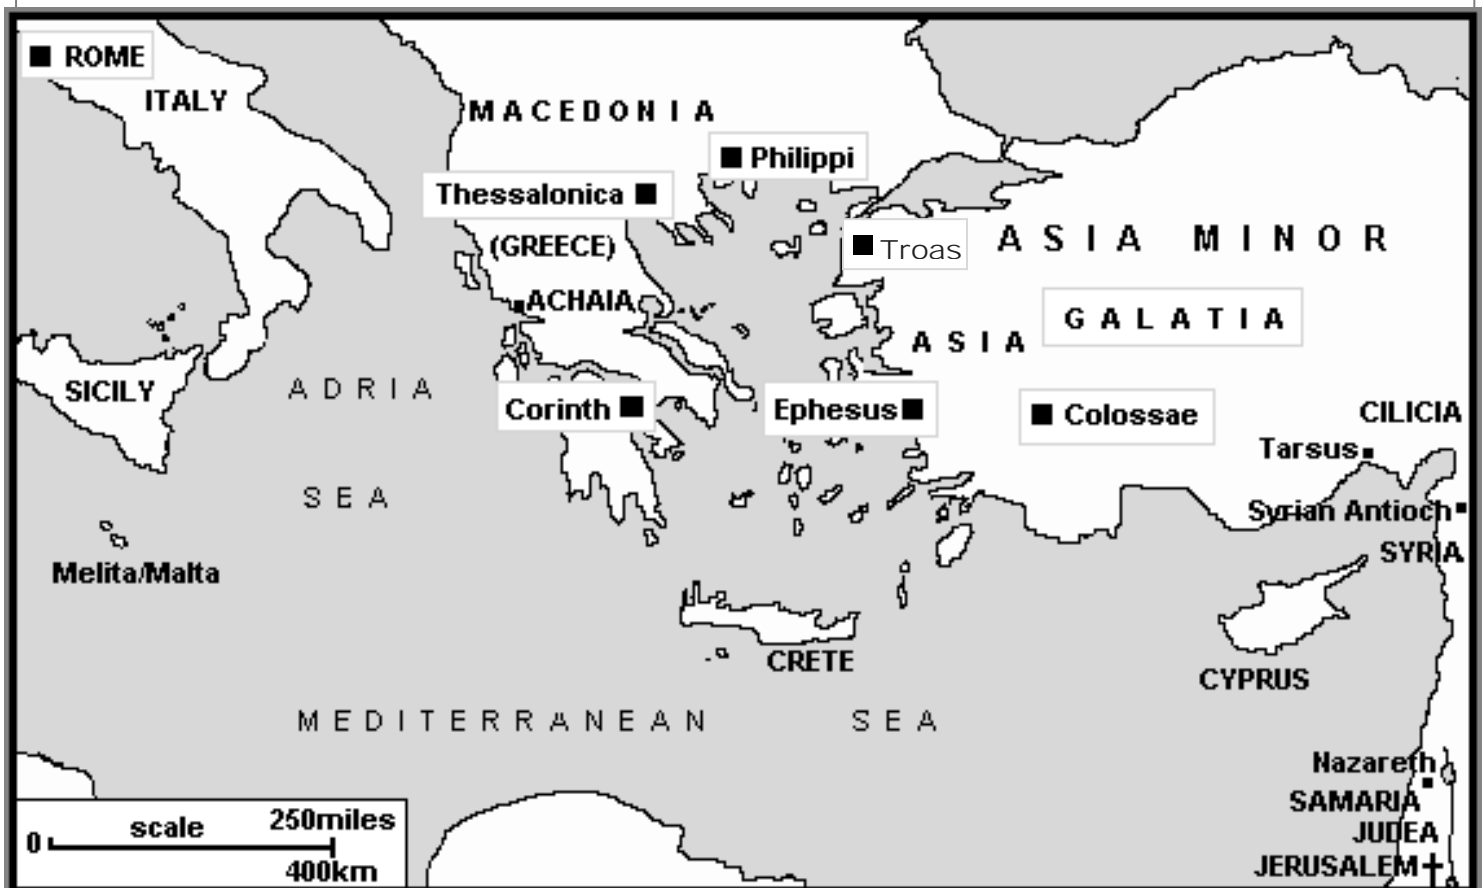 ROME
ITALY
MACEDONIA
Philippi
Thessalonica
(GREECE)
Troas
ASIA MINOR
ACHAIA
GALATIA
ASIA
SICILY
ADRIA
Corinth
Ephesus
Colossae
CILICIA
Tarsus
SEA
Syrian Antioch
SYRIA
Melita/Malta
CRETE
CYPRUS
MEDITERRANEAN SEA
Nazareth
SAMARIA
JUDEA
JERUSALEM
scale
250miles
0
400km